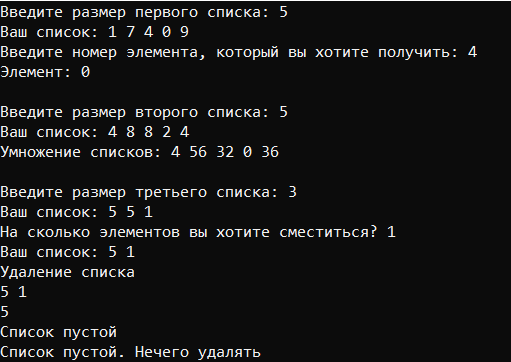 Введите размер первого списка: 5
Ваш список: 1 7 4 0 9
Введите номер элемента, который вы хотите получить: 4
Элемент: 0
Введите размер второго списка: 5
Ваш список: 4 8 8 2 4
Умножение списков: 4 56 32 0 36
Введите размер третьего списка: 3
Ваш список: 5 5 1
На сколько элементов вы хотите сместиться? 1
Ваш список: 5 1
Удаление списка
5 1
5
Список пустой
Список пустой. Нечего удалять